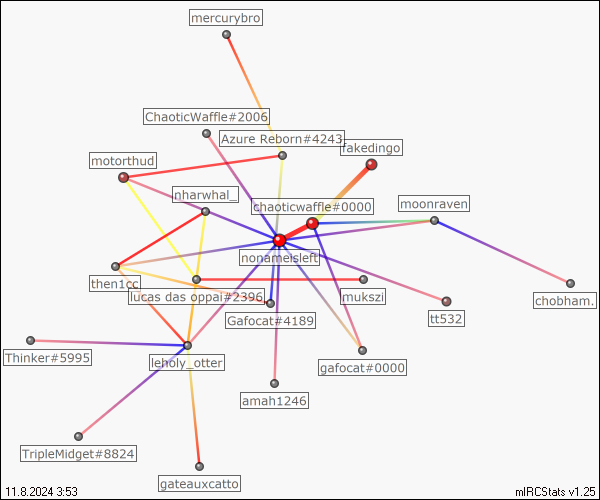 mercurybro
ChaoticWaffle#2006
Azure Reborn#4243
fakedingo
motorthud
nharwhal_
chaoticwaffle#0000
moonraven
nonameisleft
then1cc
lucas das oppai#2396
mukszi
chobham.
Gafocat#4189
tt532
Thinker#5995
leholy_otter
gafocat#0000
amah1246
TripleMidget#8824
gateauxcatto
11.8.2024 3:53
mIRCStats v1.25